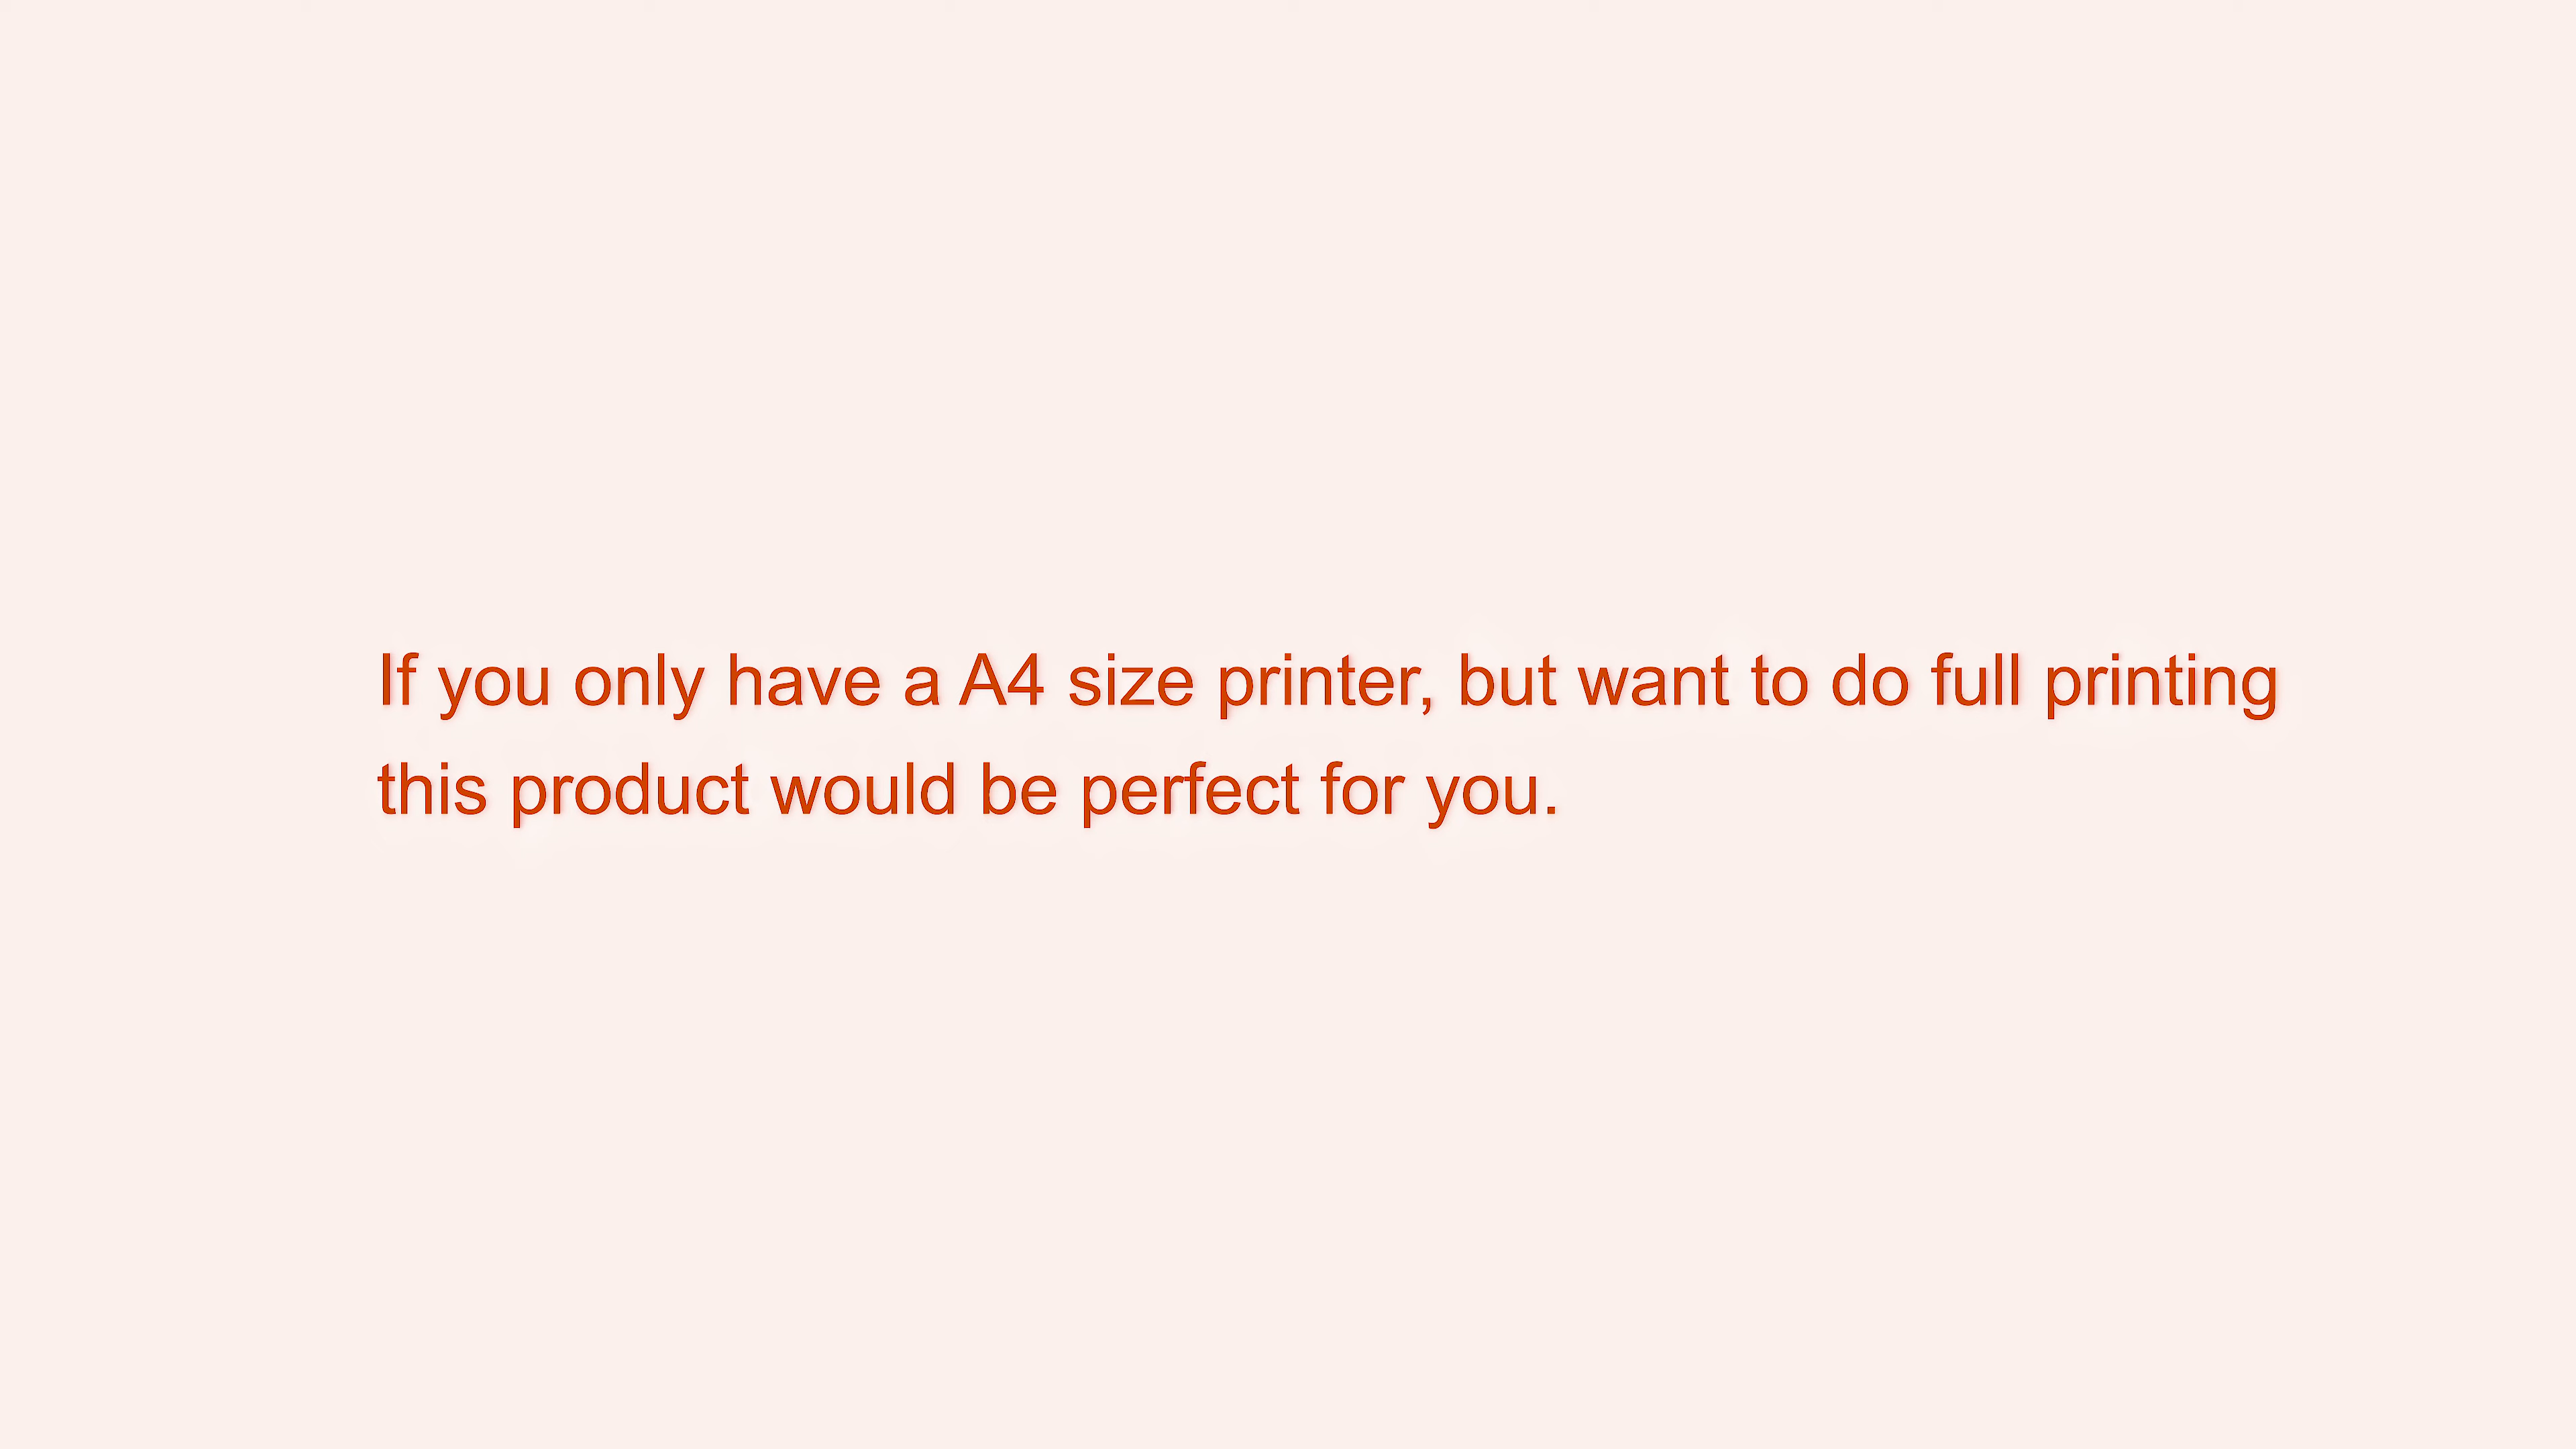 If you only have a A4 size printer, but want to do full printing
this product would be perfect for you.